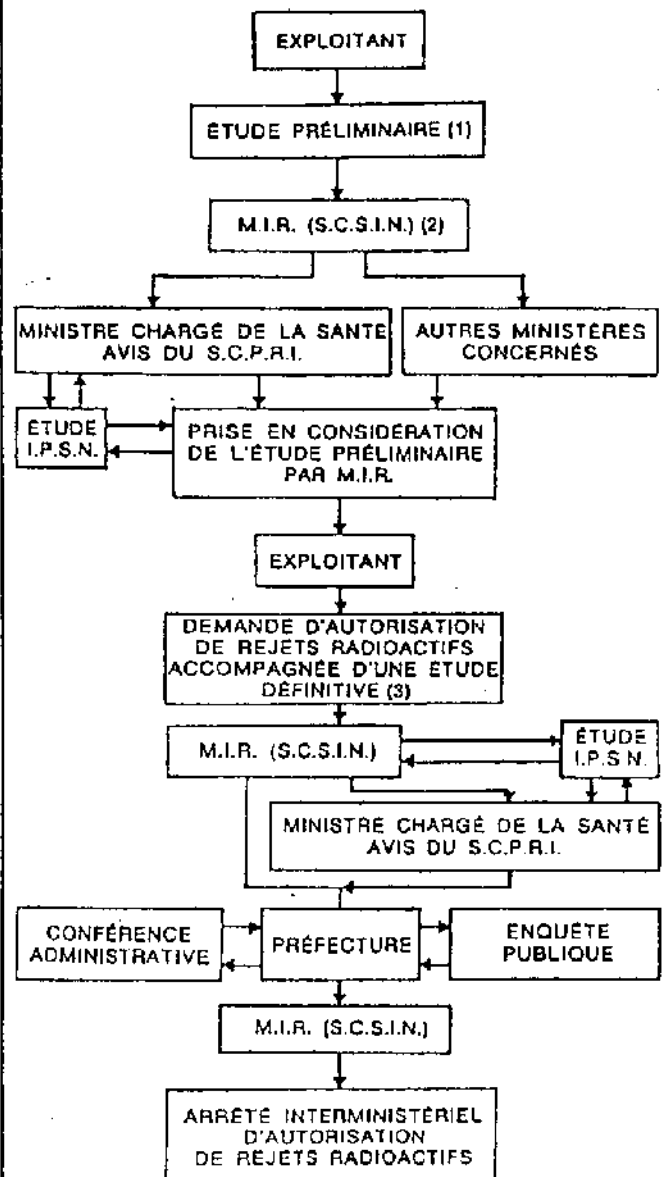 EXPLOITANT
ÉTUDE PRÉLIMINAIRE (1)
M.I.R. (S.C.S.I.N.) (2)
MINISTRE CHARGÉ DE LA SANTÉ
AVIS DU S.C.P.R.I.
AUTRES MINISTÈRES
CONCERNÉS
ÉTUDE
I.P.S.N.
PRISE EN CONSIDÉRATION
DE L'ÉTUDE PRÉLIMINAIRE
PAR M.I.R.
EXPLOITANT
DEMANDE D'AUTORISATION
DE REJETS RADIOACTIFS
ACCOMPAGNÉE D'UNE ÉTUDE
DÉFINITIVE (3)
M.I.R. (S.C.S.I.N.)
ÉTUDE
I.P.S.N.
MINISTRE CHARGÉ DE LA SANTÉ
AVIS DU S.C.P.R.I.
CONFÉRENCE
ADMINISTRATIVE
PRÉFECTURE
ENQUÊTE
PUBLIQUE
M.I.R. (S.C.S.I.N.)
ARRÊTÉ INTERMINISTÉRIEL
D'AUTORISATION
DE REJETS RADIOACTIFS